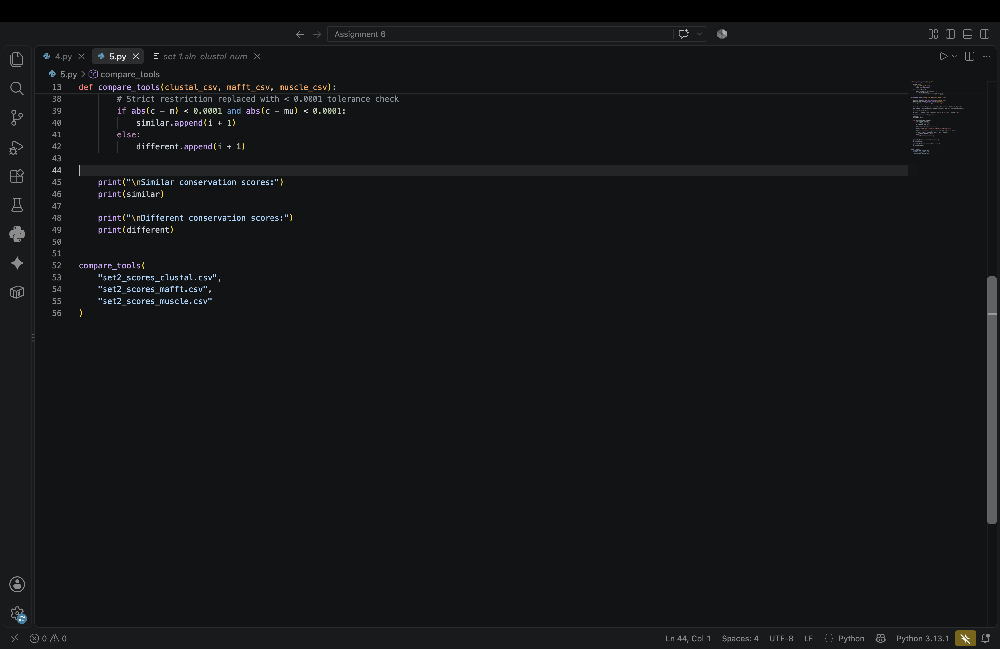 Assignment 6
4.py
5.py
set 1.aln-clustal_num
5.py > compare_tools
13 def compare_tools(clustal_csv, mafft_csv, muscle_csv):
38 # Strict restriction replaced with < 0.0001 tolerance check
39 if abs(c - m) < 0.0001 and abs(c - mu) < 0.0001:
40 similar.append(i + 1)
41 else:
42 different.append(i + 1)
43
44
45 print("\nSimilar conservation scores:")
46 print(similar)
47
48 print("\nDifferent conservation scores:")
49 print(different)
50
51
52 compare_tools(
53 "set2_scores_clustal.csv",
54 "set2_scores_mafft.csv",
55 "set2_scores_muscle.csv"
56 )
0 0 Ln 44, Col 1 Spaces: 4 UTF-8 LF { } Python Python 3.13.1